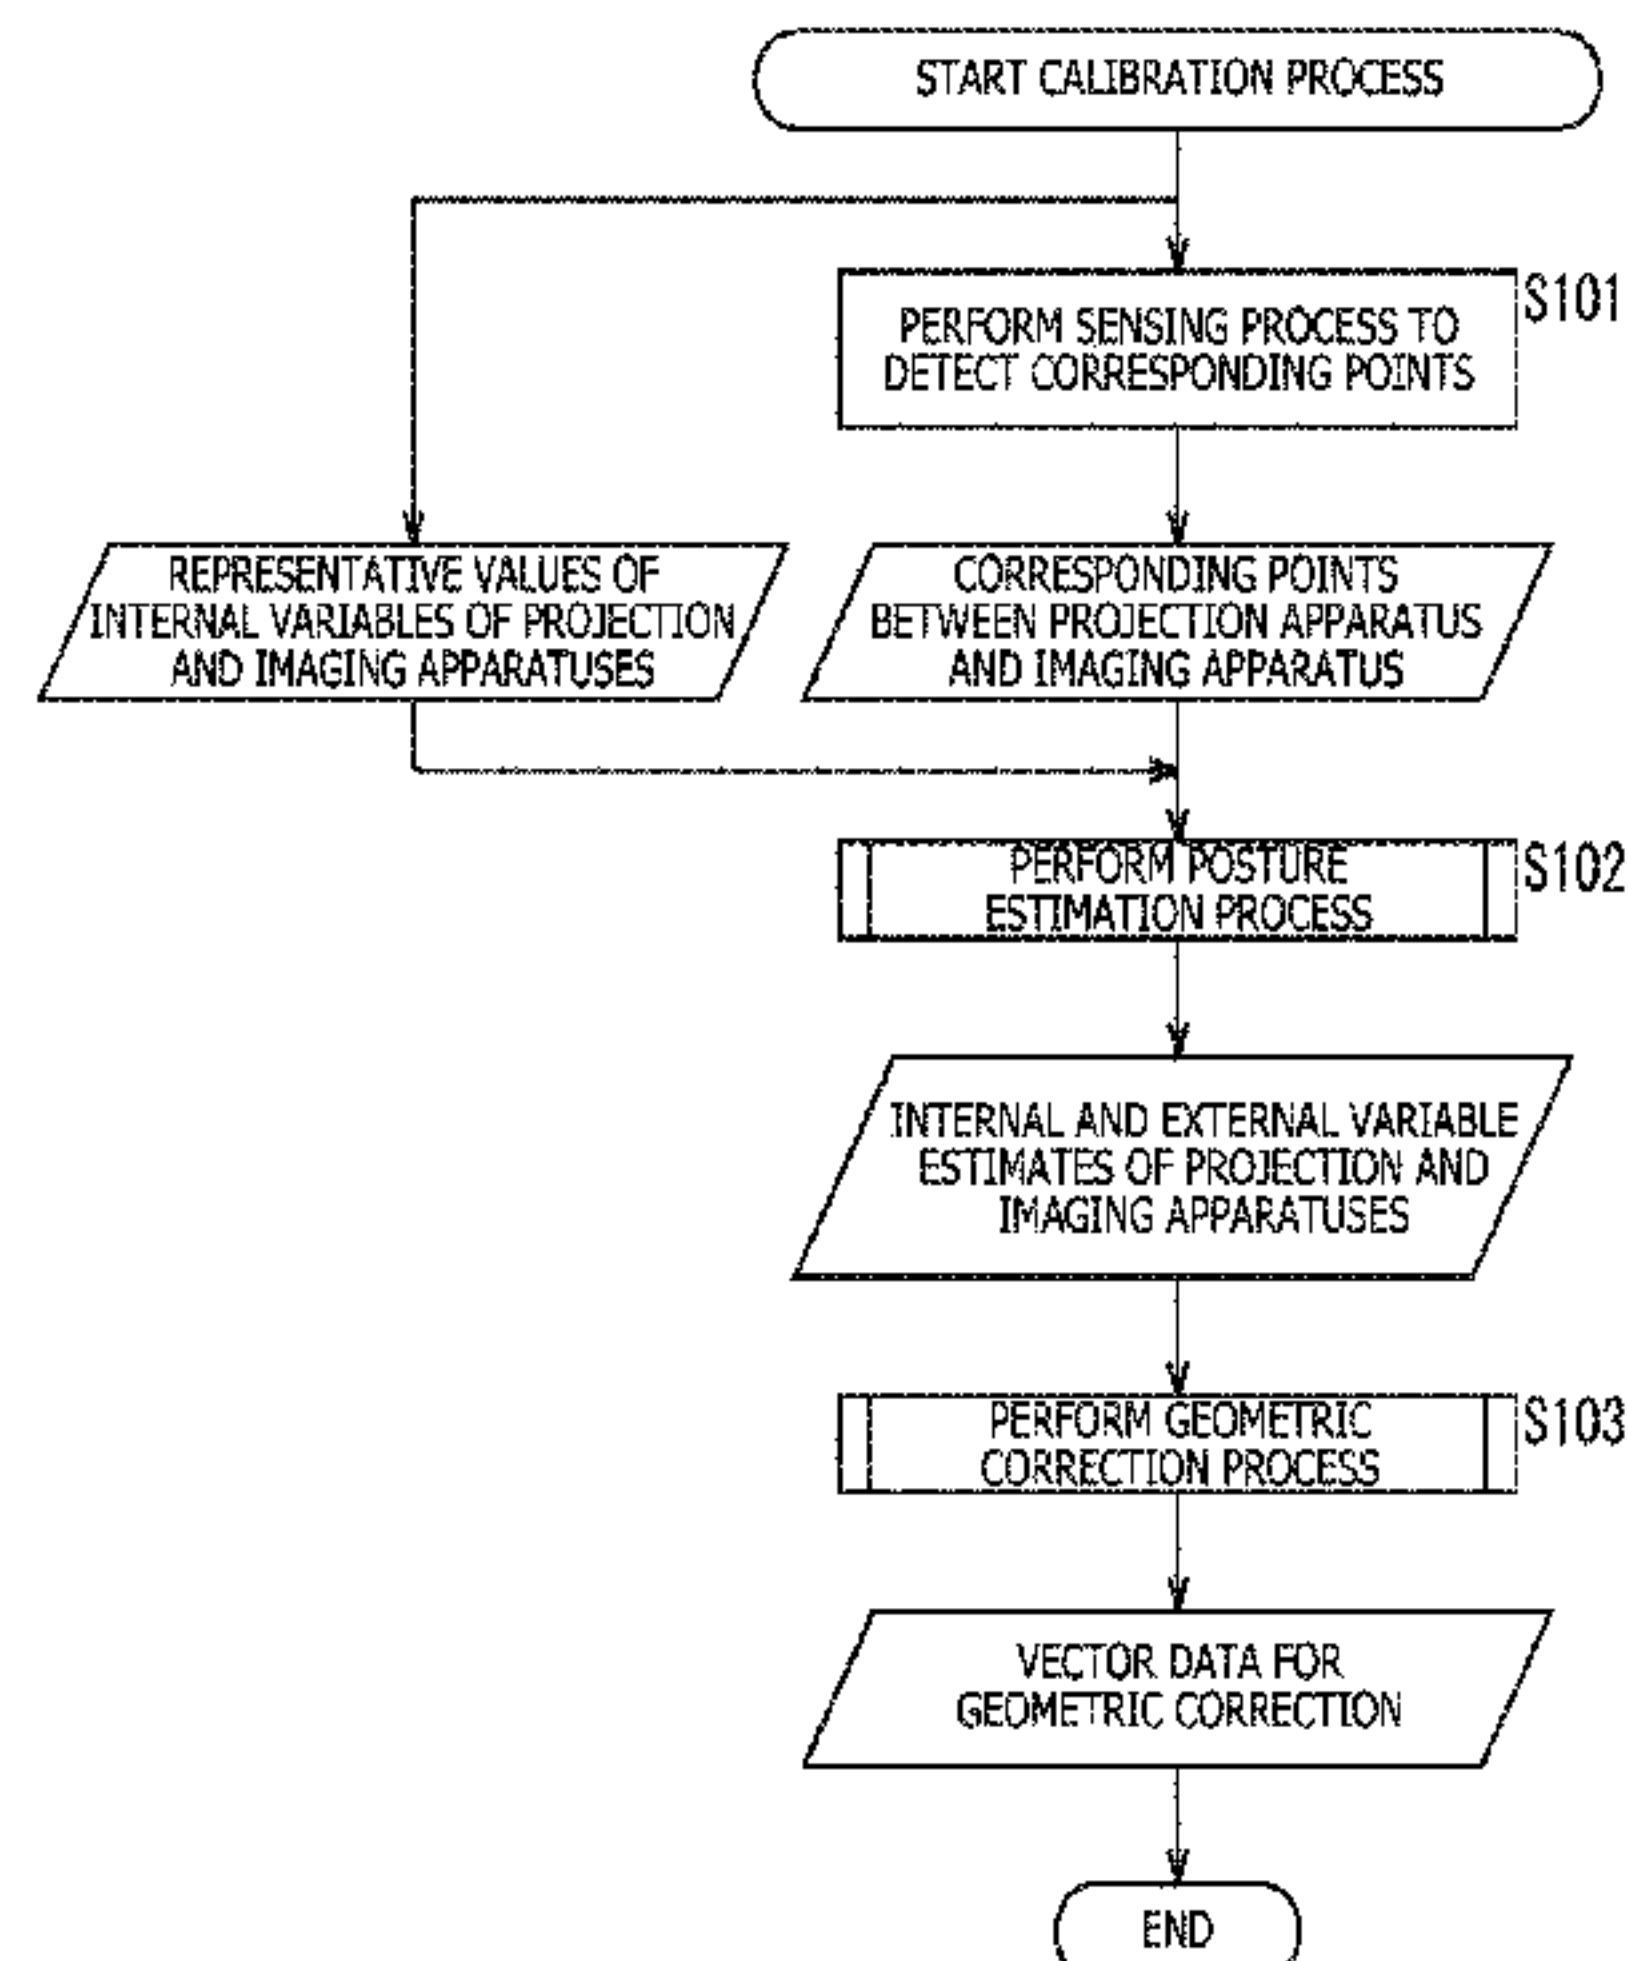 START CALIBRATION PROCESS
S101
PERFORM SENSING PROCESS TO
DETECT CORRESPONDING POINTS
REPRESENTATIVE VALUES OF
INTERNAL VARIABLES OF PROJECTION
AND IMAGING APPARATUSES
CORRESPONDING POINTS
BETWEEN PROJECTION APPARATUS
AND IMAGING APPARATUS
S102
PERFORM POSTURE
ESTIMATION PROCESS
INTERNAL AND EXTERNAL VARIABLE
ESTIMATES OF PROJECTION AND
IMAGING APPARATUSES
S103
PERFORM GEOMETRIC
CORRECTION PROCESS
VECTOR DATA FOR
GEOMETRIC CORRECTION
END